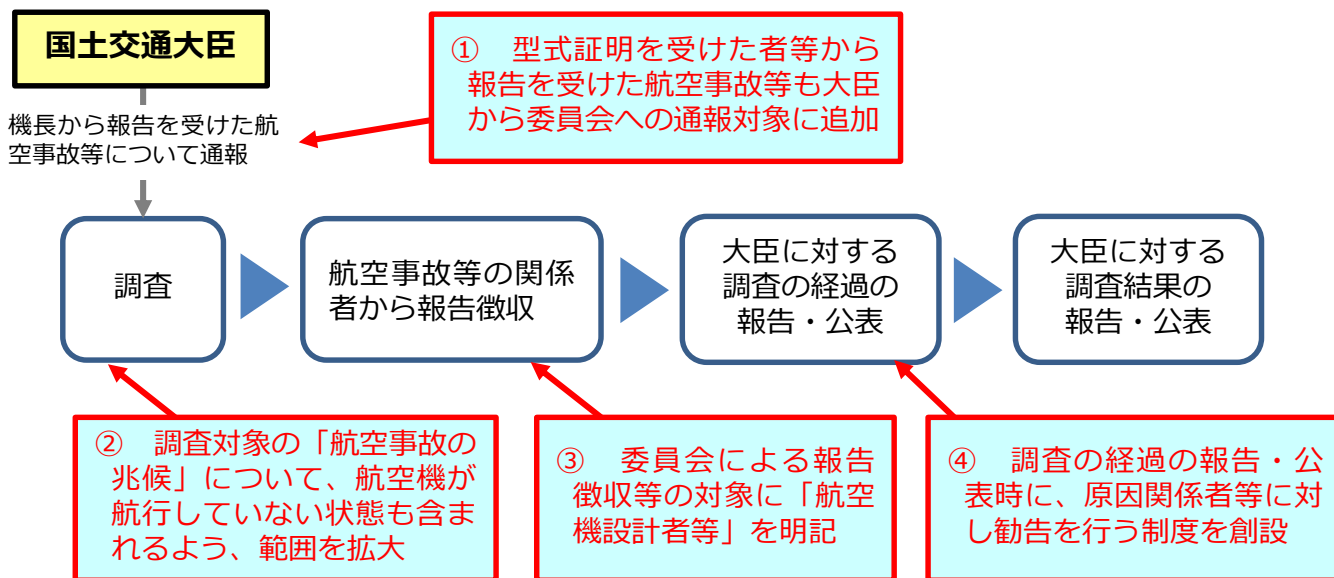 国土交通大臣
① 型式証明を受けた者等から
報告を受けた航空事故等も大臣
から委員会への通報対象に追加
機長から報告を受けた航
空事故等について通報
調査
航空事故等の関係
者から報告徴収
大臣に対する
調査の経過の
報告・公表
大臣に対する
調査結果の
報告・公表
② 調査対象の「航空事故の
兆候」について、航空機が
航行していない状態も含ま
れるよう、範囲を拡大
③ 委員会による報告
徴収等の対象に「航空
機設計者等」を明記
④ 調査の経過の報告・公
表時に、原因関係者等に対
し勧告を行う制度を創設